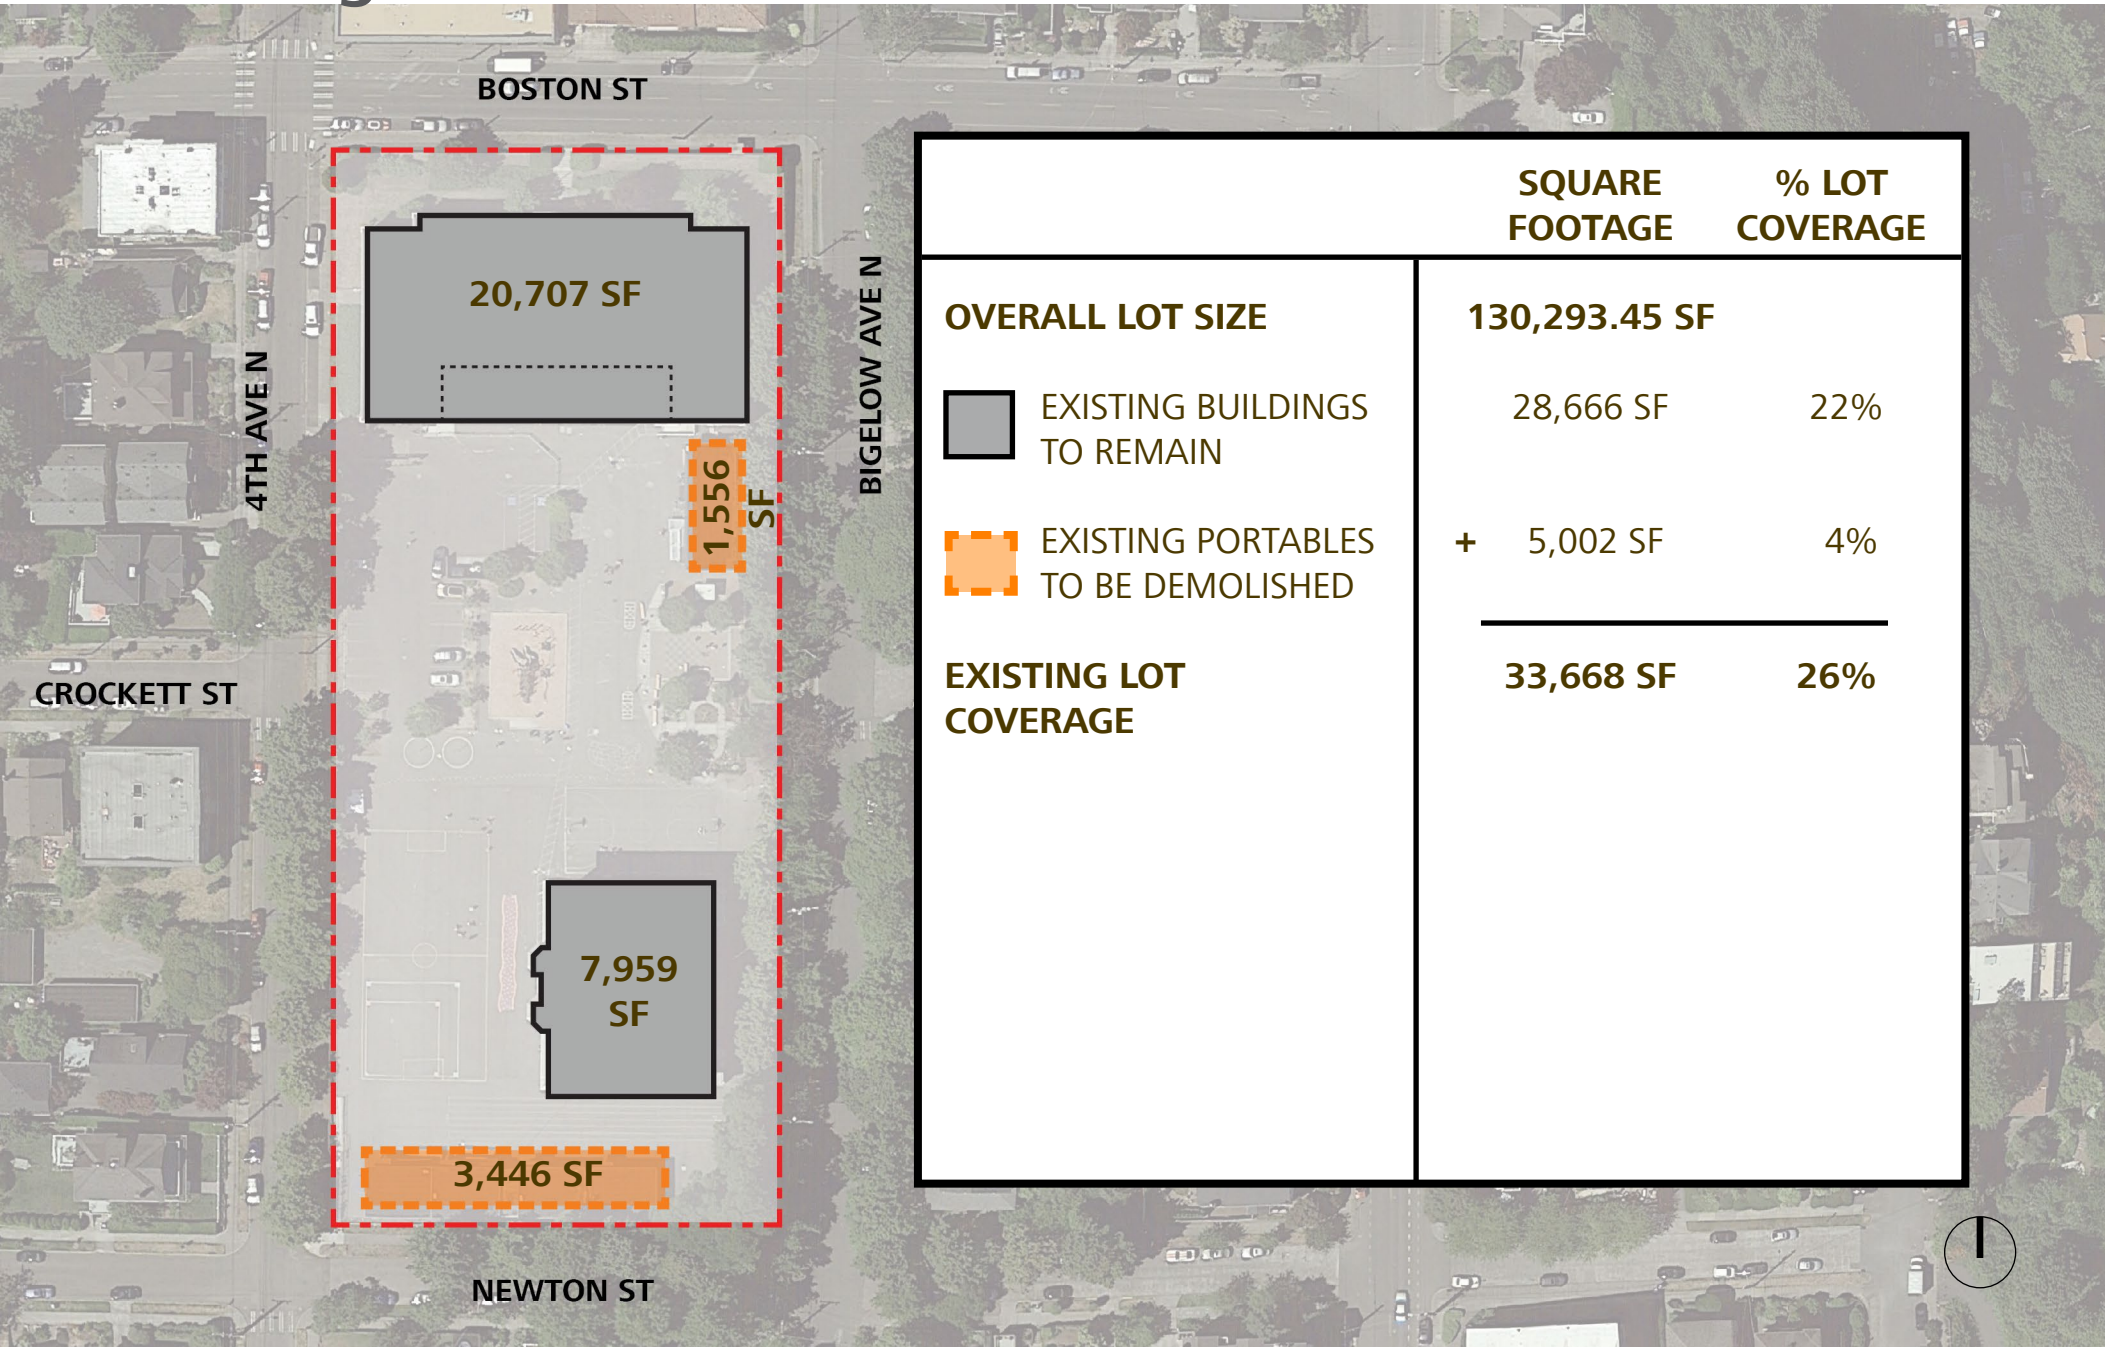 BOSTON ST
20,707 SF
4TH AVE N
BIGELOW AVE N
1,556
SF
CROCKETT ST
7,959
SF
3,446 SF
NEWTON ST
SQUARE FOOTAGE
% LOT COVERAGE
OVERALL LOT SIZE 130,293.45 SF
EXISTING BUILDINGS 28,666 SF 22%
TO REMAIN
EXISTING PORTABLES + 5,002 SF 4%
TO BE DEMOLISHED
EXISTING LOT 33,668 SF 26%
COVERAGE